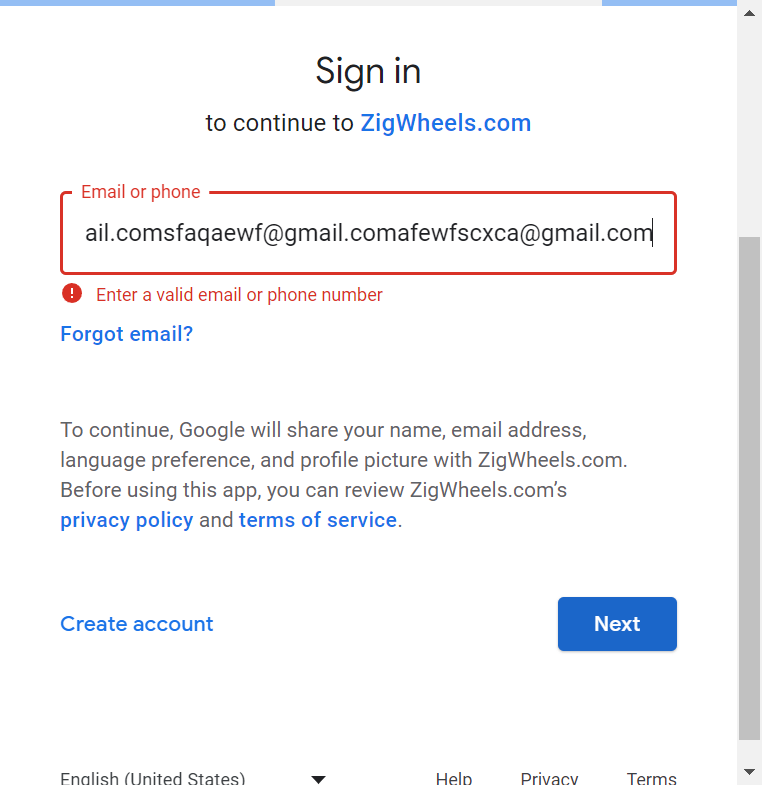 Sign in
to continue to ZigWheels.com
Email or phone
ail.comsfaqaewf@gmail.comafewfscxca@gmail.com
Enter a valid email or phone number
Forgot email?
To continue, Google will share your name, email address,
language preference, and profile picture with ZigWheels.com.
Before using this app, you can review ZigWheels.com’s
privacy policy and terms of service.
Create account Next
English (United States) Help Privacy Terms